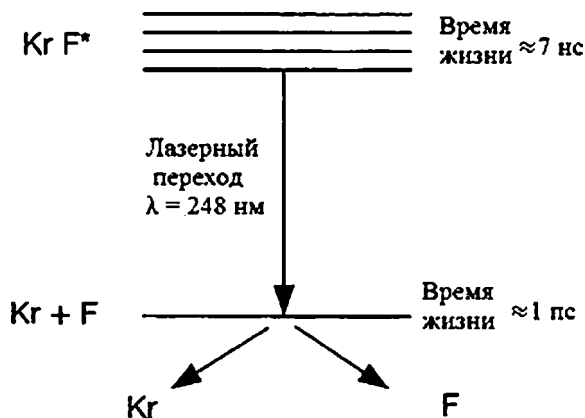 Kr F*
Время
жизни ≈7 нс
Лазерный
переход
λ = 248 нм
Kr + F
Время
жизни ≈1 пс
Kr
F